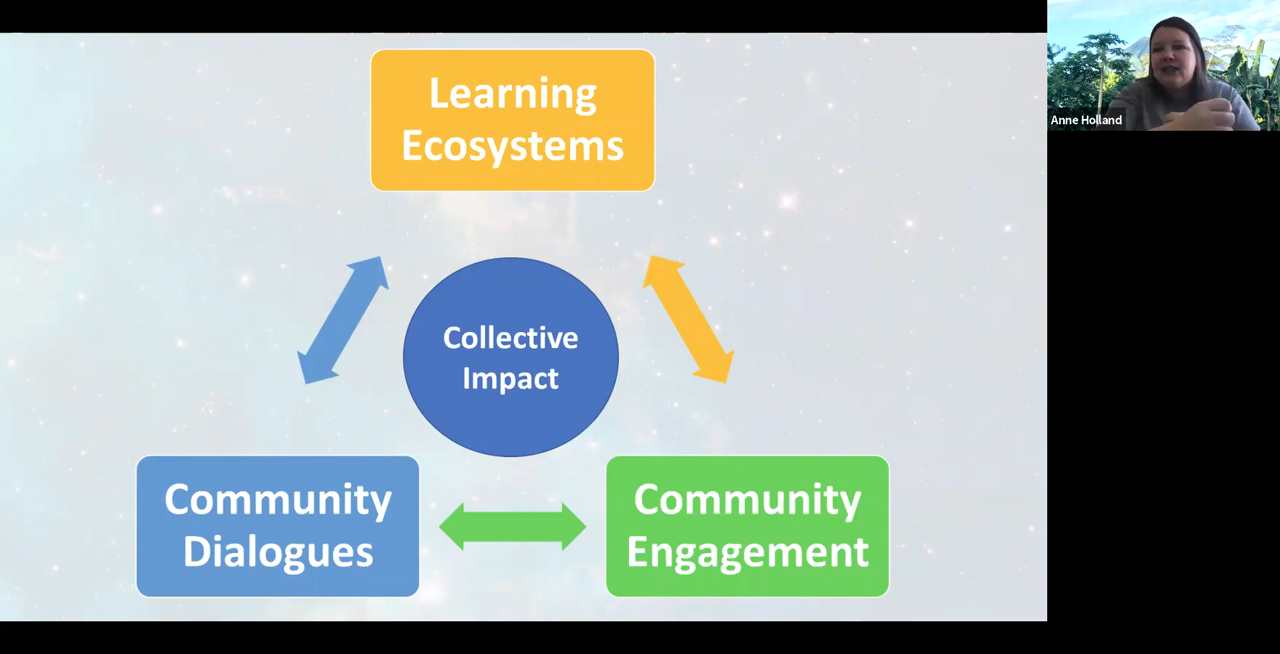 Learning
Ecosystems
Anne Holland
Collective
Impact
Community
Dialogues
Community
Engagement